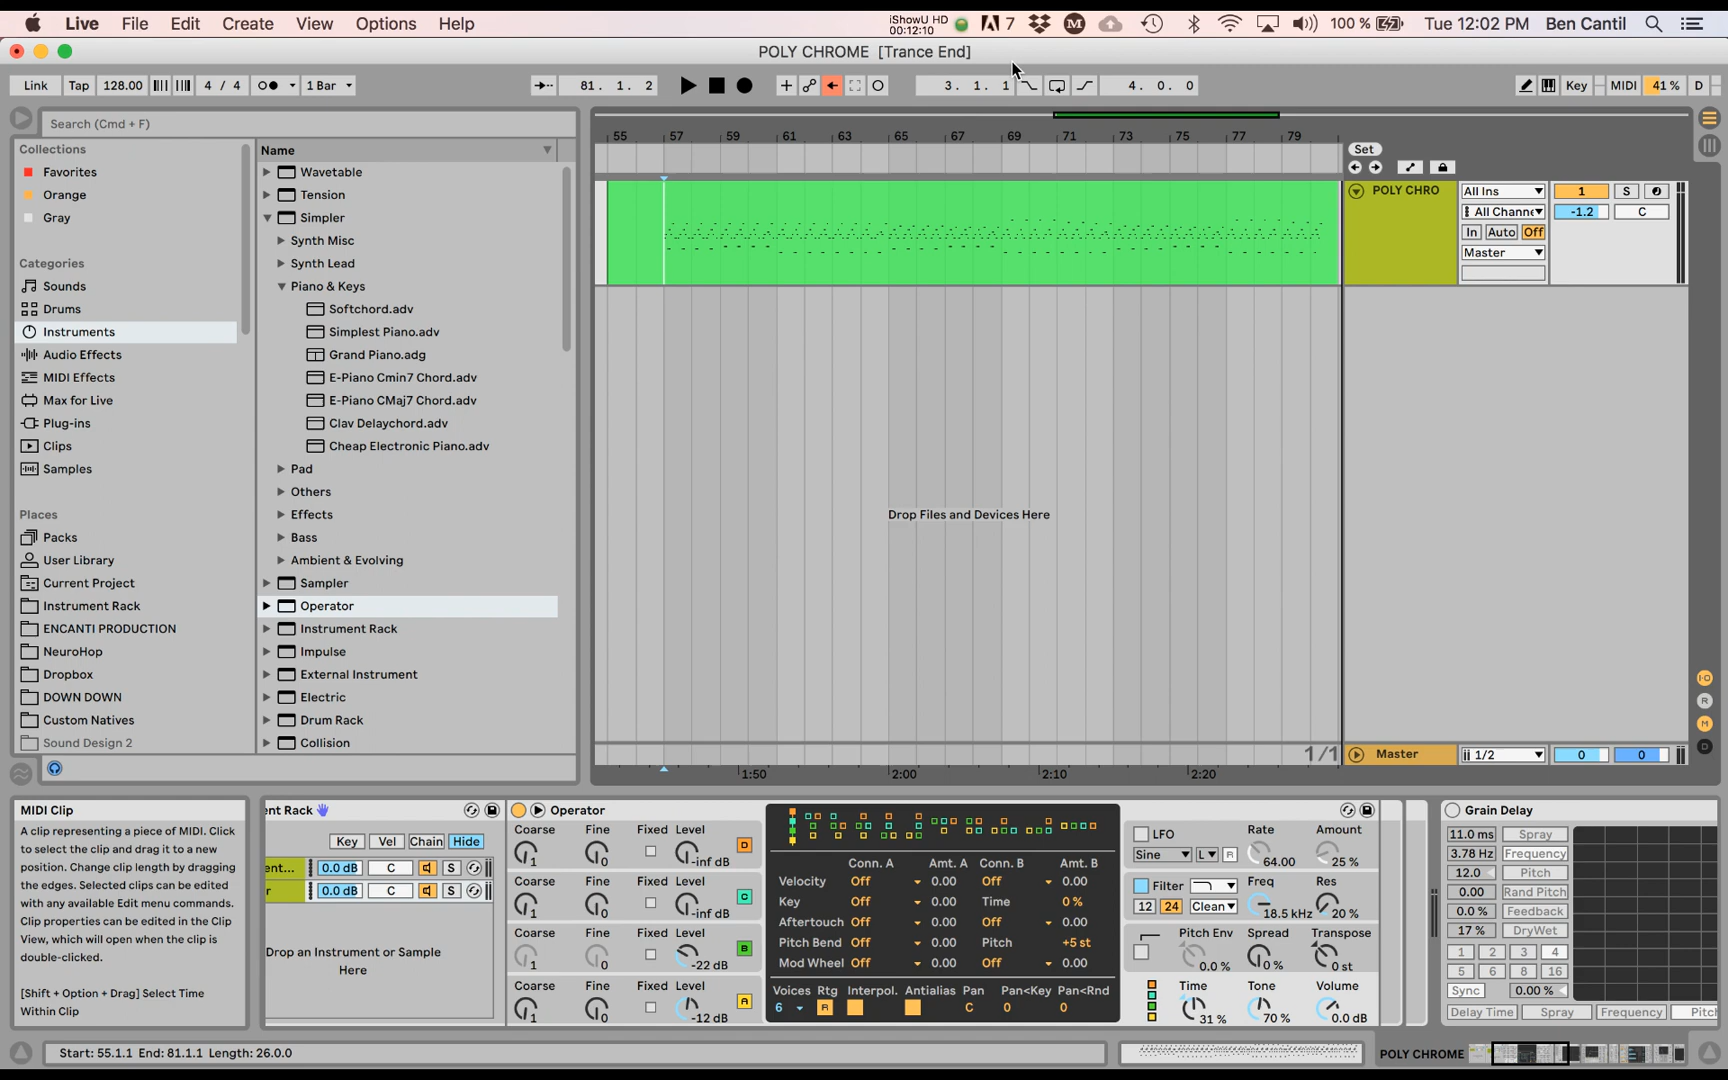 Live File Edit Create View Options Help iShowU HD 00:12:10 7 M 100 % Tue 12:02 PM Ben Cantil
POLY CHROME [Trance End]
Link Tap 128.00 4 / 4 1 Bar 81. 1. 2 3. 1. 1 4. 0. 0 Key MIDI 41 % D
Search (Cmd + F)
Collections
Favorites
Orange
Gray
Categories
Sounds
Drums
Instruments
Audio Effects
MIDI Effects
Max for Live
Plug-ins
Clips
Samples
Places
Packs
User Library
Current Project
Instrument Rack
ENCANTI PRODUCTION
NeuroHop
Dropbox
DOWN DOWN
Custom Natives
Sound Design 2
Name
Wavetable
Tension
Simpler
Synth Misc
Synth Lead
Piano & Keys
Softchord.adv
Simplest Piano.adv
Grand Piano.adg
E-Piano Cmin7 Chord.adv
E-Piano CMaj7 Chord.adv
Clav Delaychord.adv
Cheap Electronic Piano.adv
Pad
Others
Effects
Bass
Ambient & Evolving
Sampler
Operator
Instrument Rack
Impulse
External Instrument
Electric
Drum Rack
Collision
55 57 59 61 63 65 67 69 71 73 75 77 79
Set
POLY CHRO All Ins 1 S
All Channe -1.2 C
In Auto Off
Master
Drop Files and Devices Here
I·O
R
M
D
1/1
Master 1/2 0 0
1:50 2:00 2:10 2:20
MIDI Clip
A clip representing a piece of MIDI. Click
to select the clip and drag it to a new
position. Change clip length by dragging
the edges. Selected clips can be edited
with any available Edit menu commands.
Clip properties can be edited in the Clip
View, which will open when the clip is
double-clicked.
[Shift + Option + Drag] Select Time
Within Clip
ent Rack
Key Vel Chain Hide
ent... 0.0 dB C S
r 0.0 dB C S
Drop an Instrument or Sample
Here
Operator
Coarse Fine Fixed Level
1 0 -inf dB D
Coarse Fine Fixed Level
1 0 -inf dB C
Coarse Fine Fixed Level
1 0 -22 dB B
Coarse Fine Fixed Level
1 0 -12 dB A
Conn. A Amt. A Conn. B Amt. B
Velocity Off 0.00 Off 0.00
Key Off 0.00 Time 0 %
Aftertouch Off 0.00 Off 0.00
Pitch Bend Off 0.00 Pitch +5 st
Mod Wheel Off 0.00 Off 0.00
Voices Rtg Interpol. Antialias Pan Pan<Key Pan<Rnd
6 R C 0 0
LFO Rate Amount
Sine L R 64.00 25 %
Filter Freq Res
12 24 Clean 18.5 kHz 20 %
Pitch Env Spread Transpose
0.0 % 0 % 0 st
Time Tone Volume
31 % 70 % 0.0 dB
Grain Delay
11.0 ms Spray
3.78 Hz Frequency
12.0 Pitch
0.00 Rand Pitch
0.0 % Feedback
17 % DryWet
1 2 3 4
5 6 8 16
Sync 0.00 %
Delay Time Spray Frequency Pitch
Start: 55.1.1 End: 81.1.1 Length: 26.0.0
POLY CHROME